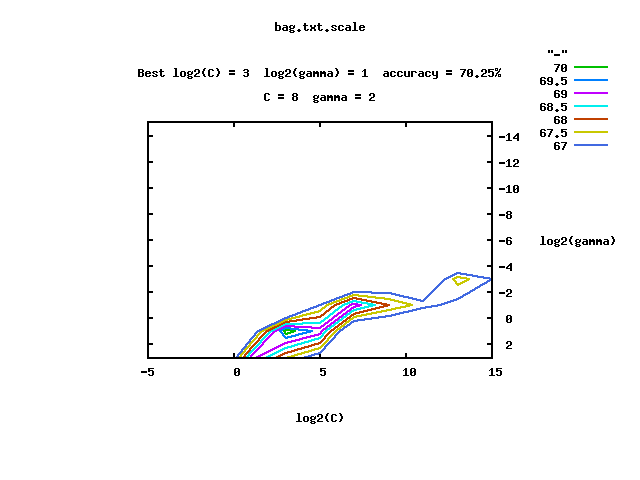 bag.txt.scale
Best log2(C) = 3 log2(gamma) = 1 accuracy = 70.25%
C = 8 gamma = 2
"-"
70
69.5
69
68.5
68
67.5
67
-14
-12
-10
-8
-6
-4
-2
0
2
log2(gamma)
-5 0 5 10 15
log2(C)